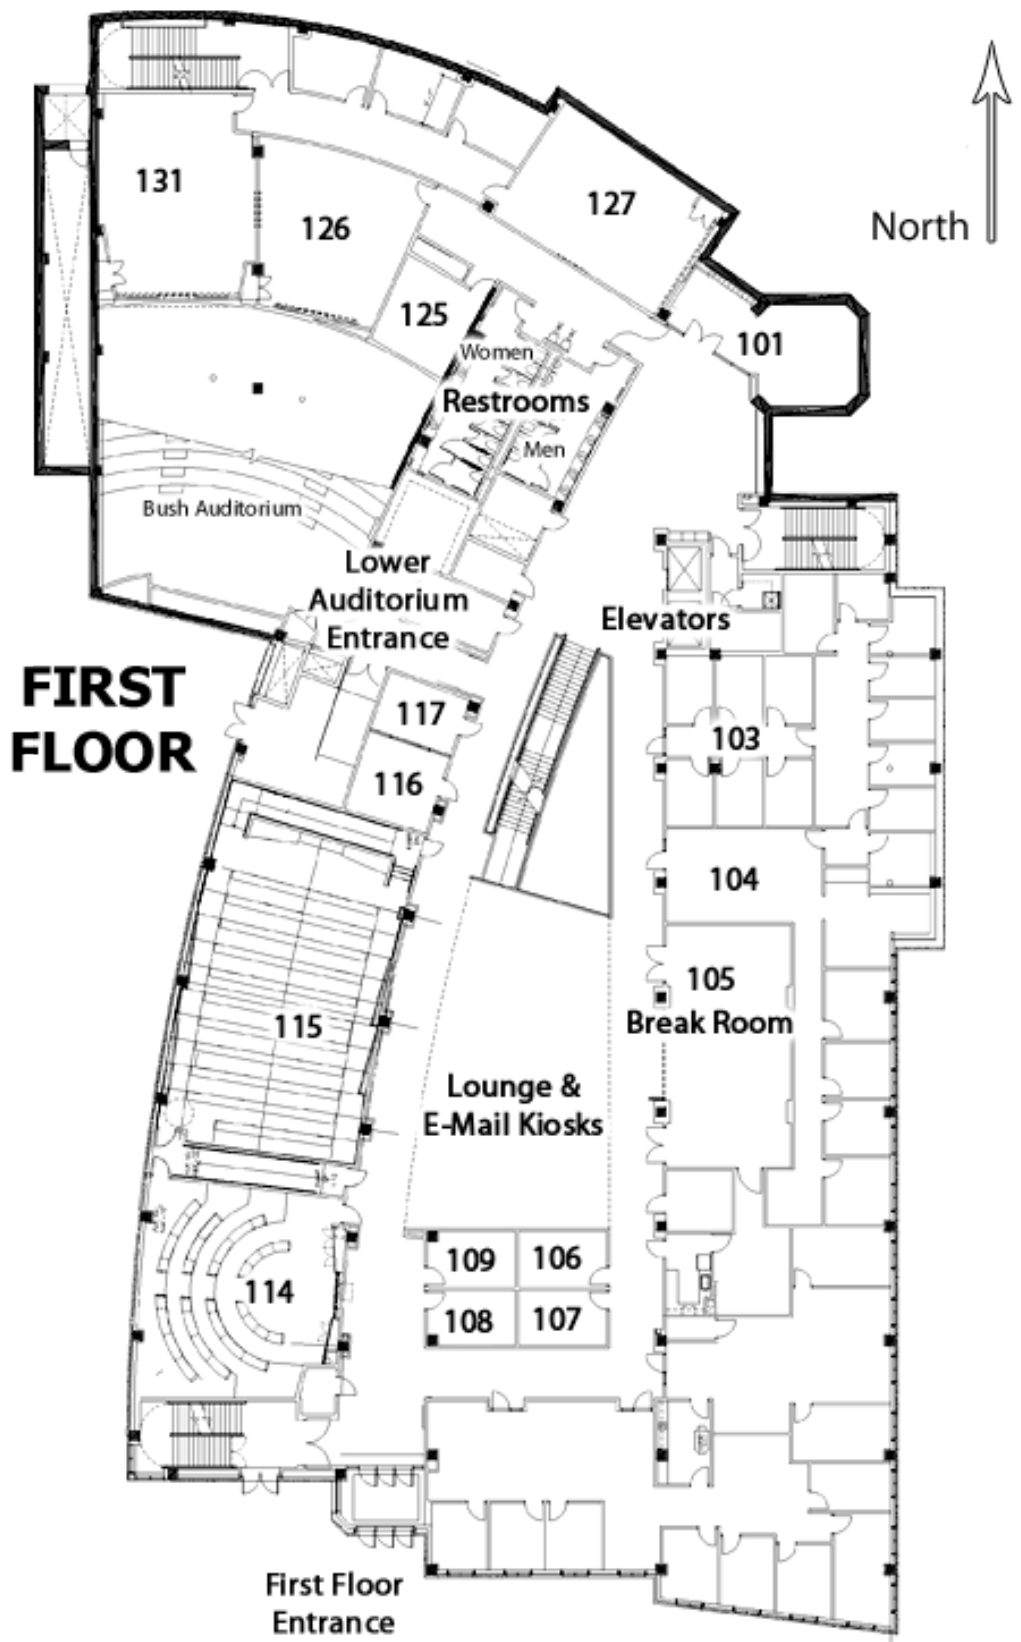 131
126
127
North
125
101
Women
Restrooms
Men
Bush Auditorium
Lower
Auditorium
Entrance
Elevators
FIRST
FLOOR
117
103
116
104
105
Break Room
115
Lounge &
E-Mail Kiosks
109
106
114
108
107
First Floor
Entrance